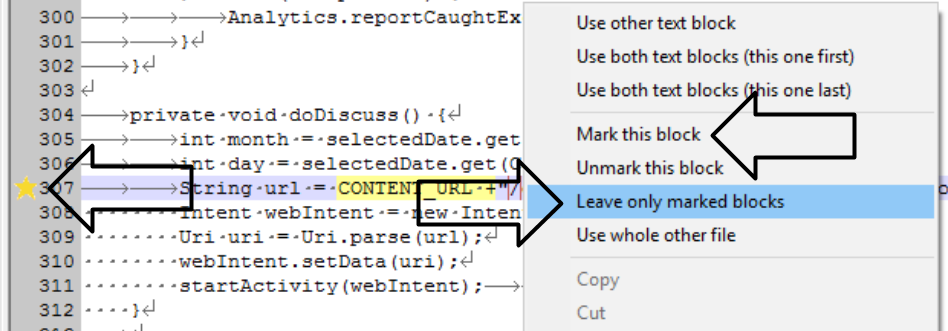 300 Analytics.reportCaughtEx
301 }
302 }
303
304 private void doDiscuss() {
305 int month = selectedDate.get
306 int day = selectedDate.get(
307 String url = CONTENT_URL +"/
308 Intent webIntent = new Inten
309 Uri uri = Uri.parse(url);
310 webIntent.setData(uri);
311 startActivity(webIntent);
312 }
Use other text block
Use both text blocks (this one first)
Use both text blocks (this one last)
Mark this block
Unmark this block
Leave only marked blocks
Use whole other file
Copy
Cut